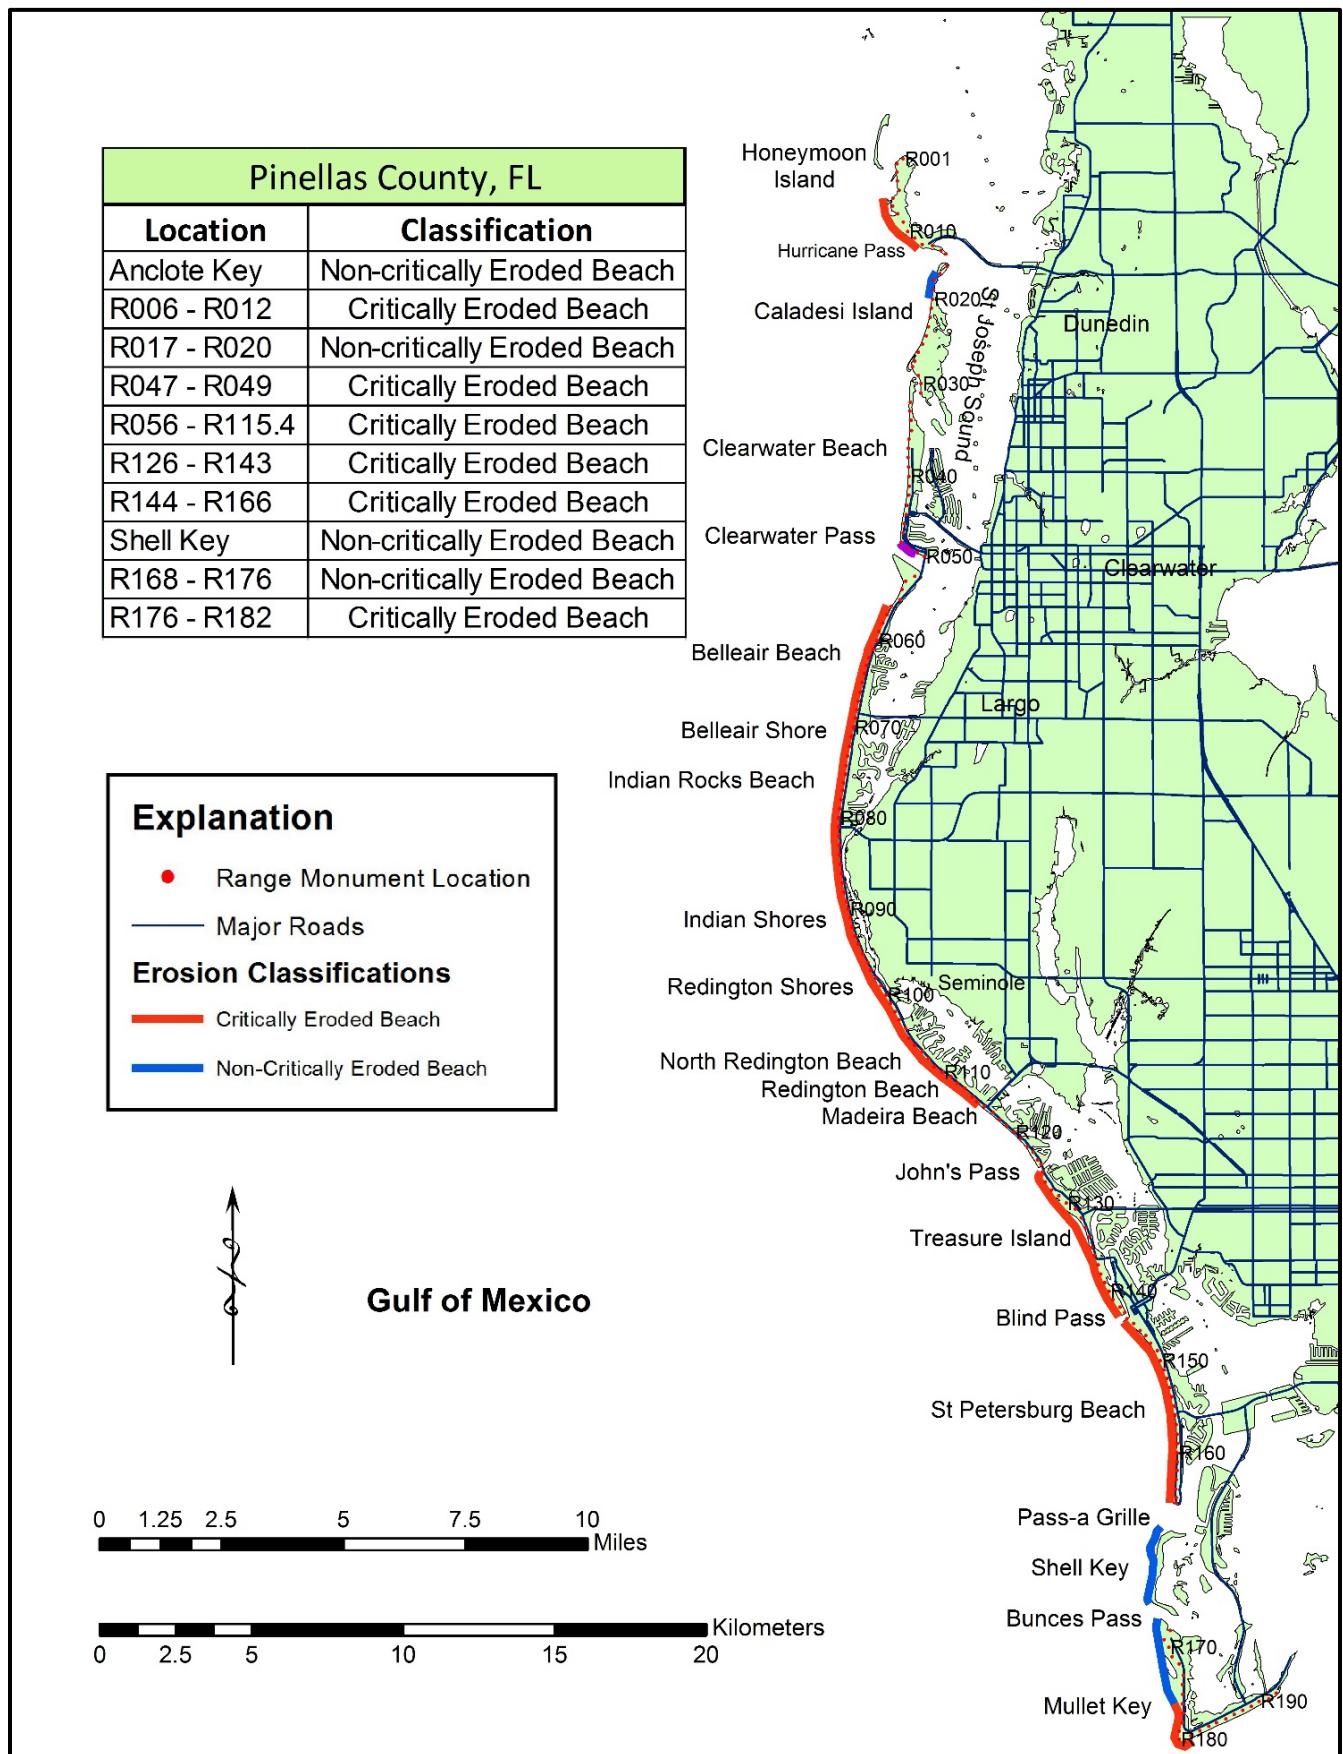 Pinellas County, FL
Location Classification
Anclote Key Non-critically Eroded Beach
R006 - R012 Critically Eroded Beach
R017 - R020 Non-critically Eroded Beach
R047 - R049 Critically Eroded Beach
R056 - R115.4 Critically Eroded Beach
R126 - R143 Critically Eroded Beach
R144 - R166 Critically Eroded Beach
Shell Key Non-critically Eroded Beach
R168 - R176 Non-critically Eroded Beach
R176 - R182 Critically Eroded Beach
Explanation
Range Monument Location
Major Roads
Erosion Classifications
Critically Eroded Beach
Non-Critically Eroded Beach
Gulf of Mexico
0 1.25 2.5 5 7.5 10
Miles
Kilometers
0 2.5 5 10 15 20
Honeymoon
Island
R001
R010
Hurricane Pass
R020
Caladesi Island
St Joseph Sound
Dunedin
R030
Clearwater Beach
R040
Clearwater Pass
R050
Clearwater
R060
Belleair Beach
Largo
Belleair Shore
R070
Indian Rocks Beach
R080
R090
Indian Shores
Redington Shores
R100
Seminole
North Redington Beach
R110
Redington Beach
Madeira Beach
R120
John's Pass
R130
Treasure Island
R140
Blind Pass
R150
St Petersburg Beach
R160
Pass-a Grille
Shell Key
Bunces Pass
R170
Mullet Key
R190
R180